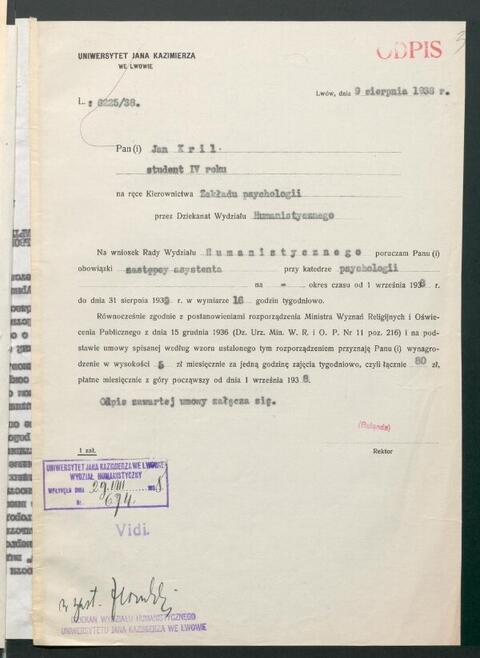 UNIWERSYTET JANA KAZIMIERZA
WE LWOWIE
ODPIS
Lwów, dnia 9 sierpnia 1938 r.
L.: 8225/38.
Pan(i) Jan Kril.
student IV roku
na ręce Kierownictwa Zakładu psychologii
przez Dziekanat Wydziału Humanistycznego
Na wniosek Rady Wydziału Humanistycznego poruczam Panu(i)
obowiązki zastępcy asystenta przy katedrze psychologii
na - okres czasu od 1 września 1938 r.
do dnia 31 sierpnia 1939 r. w wymiarze 16 godzin tygodniowo.
Równocześnie zgodnie z postanowieniami rozporządzenia Ministra Wyznań Religijnych i Oświe-
cenia Publicznego z dnia 15 grudnia 1936 (Dz. Urz. Min. W. R. i O. P. Nr 11 poz. 216) i na pod-
stawie umowy spisanej według wzoru ustalonego tym rozporządzeniem przyznaję Panu(i) wynagro-
dzenie w wysokości 5 zł miesięcznie za jedną godzinę zajęcia tygodniowo, czyli łącznie 80 zł,
płatne miesięcznie z góry począwszy od dnia 1 września 1938.
Odpis zawartej umowy załącza się.
(Bulanda)
1 zał.
Rektor
UNIWERSYTET JANA KAZIMIERZA WE LWOWIE
WYDZIAŁ HUMANISTYCZNY
WPŁYNĘŁA DNIA 29.VIII 1938
Nr. 674.
Vidi.
w zast.
DZIEKAN WYDZIAŁU HUMANISTYCZNEGO
UNIWERSYTETU JANA KAZIMIERZA WE LWOWIE